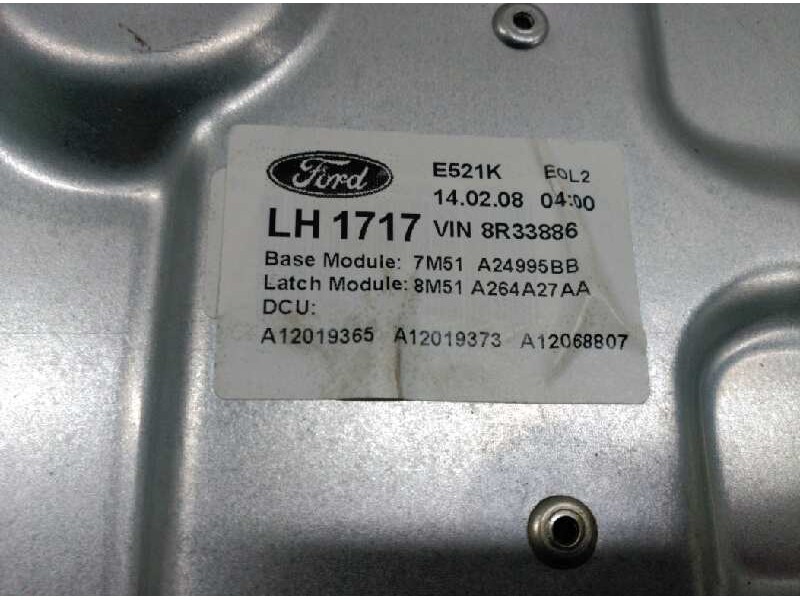 Ford E521K EOL2
14.02.08 04:00
LH 1717 VIN 8R33886
Base Module: 7M51 A24995BB
Latch Module: 8M51 A264A27AA
DCU:
A12019365 A12019373 A12068807